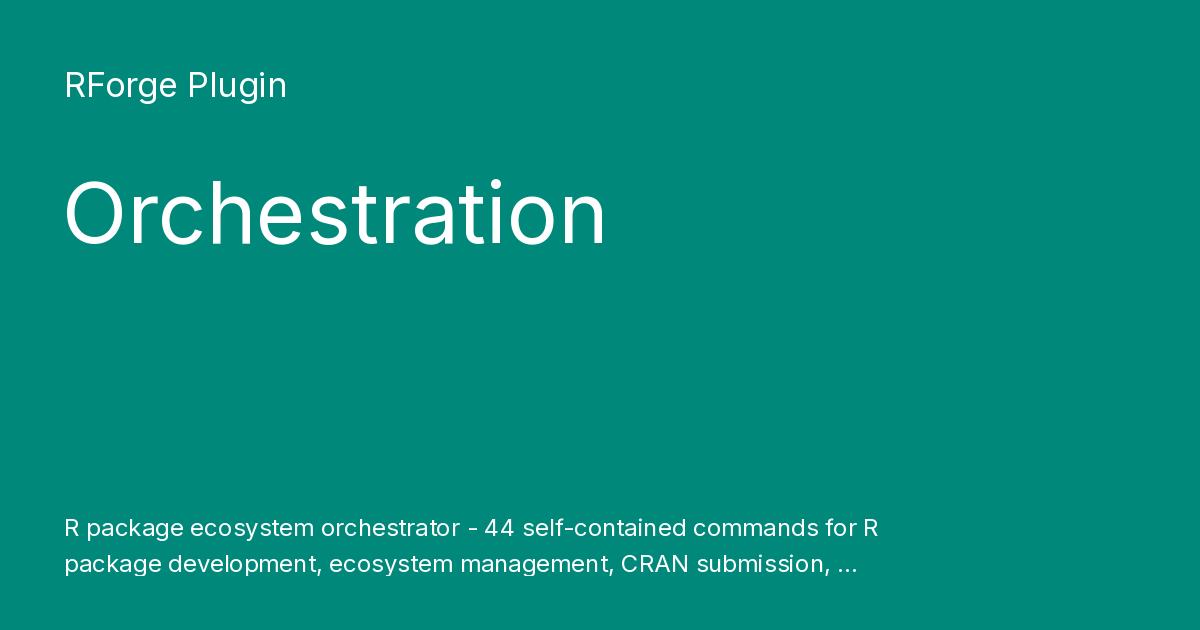 RForge Plugin
Orchestration
R package ecosystem orchestrator - 44 self-contained commands for R
package development, ecosystem management, CRAN submission, ...